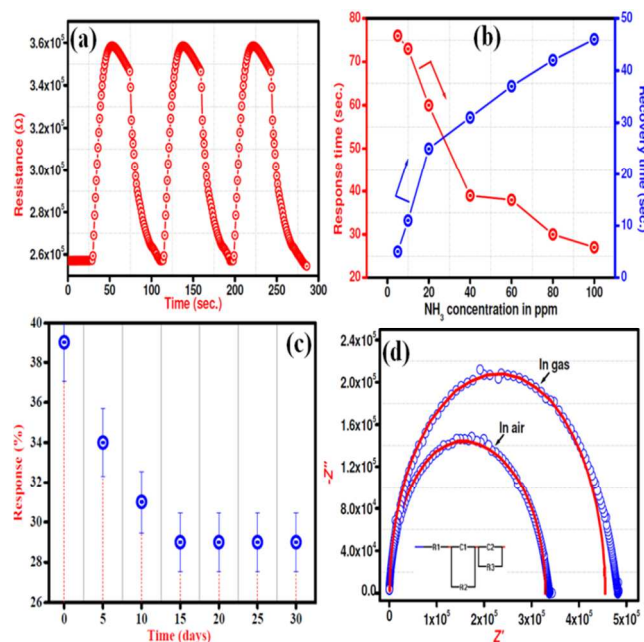 (a)
3.6x10⁵
3.4x10⁵
3.2x10⁵
3.0x10⁵
2.8x10⁵
2.6x10⁵
Resistance (Ω)
0 50 100 150 200 250 300
Time (sec.)
(b)
80
70
60
50
40
30
20
Response time (sec.)
50
40
30
20
10
0
Recovery time (sec.)
0 20 40 60 80 100
NH₃ concentration in ppm
(c)
40
38
36
34
32
30
28
26
Response (%)
0 5 10 15 20 25 30
Time (days)
(d)
2.4x10⁵
2.0x10⁵
1.6x10⁵
1.2x10⁵
8.0x10⁴
4.0x10⁴
0.0
-Z''
In gas
In air
R1 C1 C2
R3
R2
0 1x10⁵ 2x10⁵ 3x10⁵ 4x10⁵ 5x10⁵
Z'